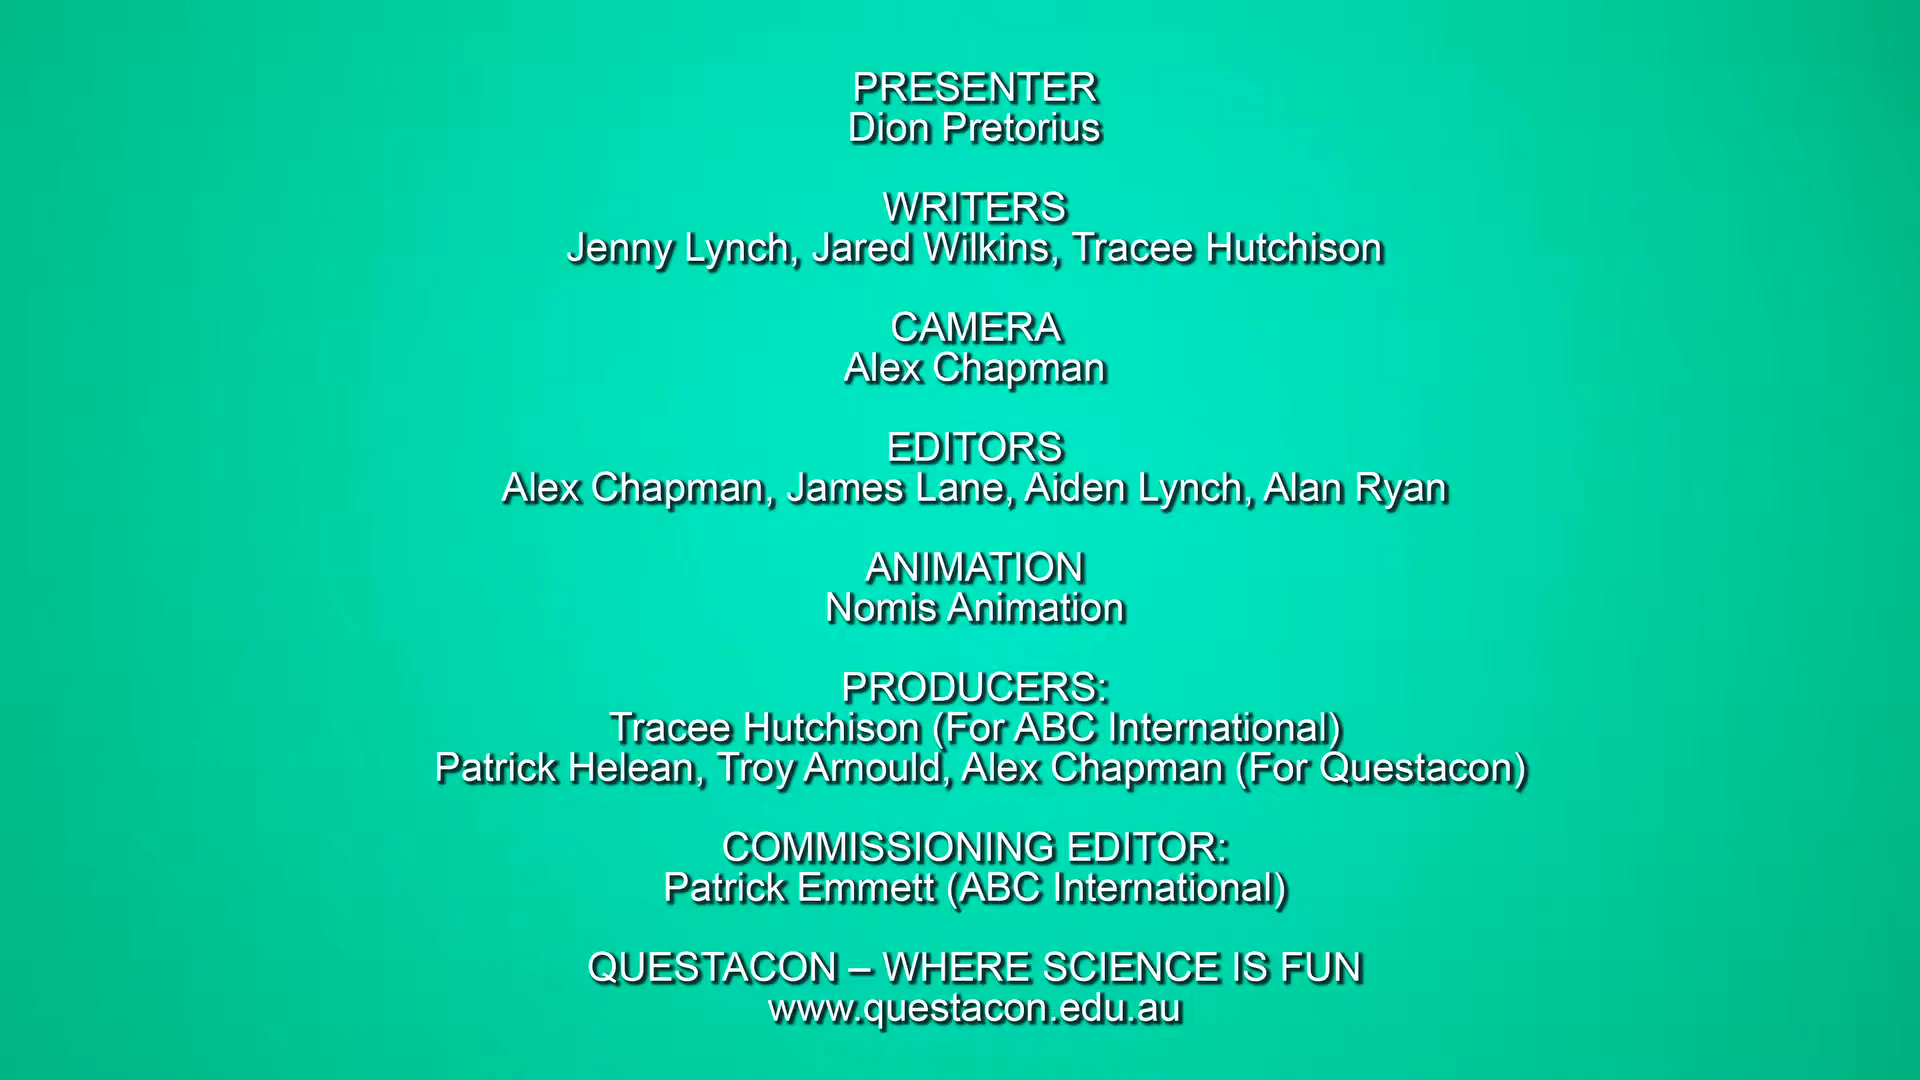 PRESENTER
Dion Pretorius
WRITERS
Jenny Lynch, Jared Wilkins, Tracee Hutchison
CAMERA
Alex Chapman
EDITORS
Alex Chapman, James Lane, Aiden Lynch, Alan Ryan
ANIMATION
Nomis Animation
PRODUCERS:
Tracee Hutchison (For ABC International)
Patrick Helean, Troy Arnould, Alex Chapman (For Questacon)
COMMISSIONING EDITOR:
Patrick Emmett (ABC International)
QUESTACON – WHERE SCIENCE IS FUN
www.questacon.edu.au